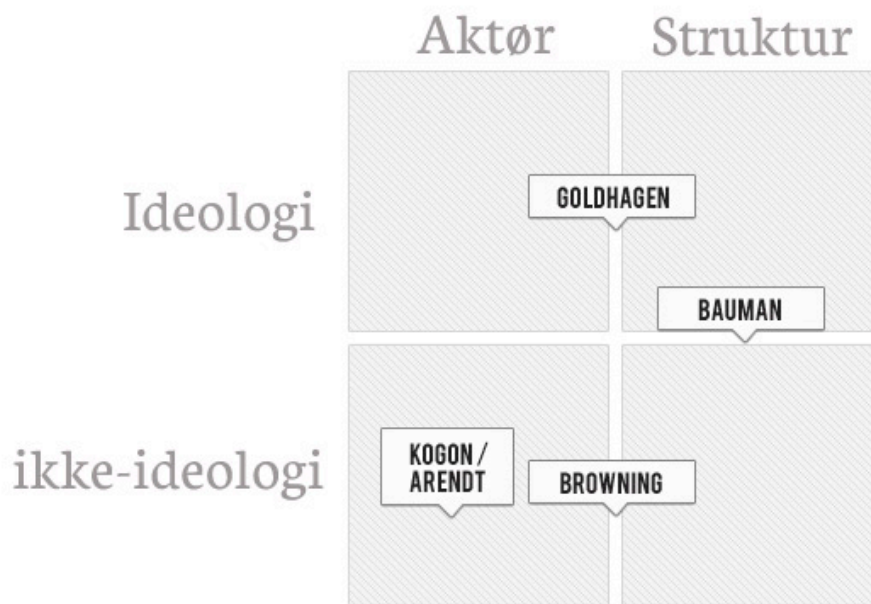 Aktør Struktur
Ideologi
GOLDHAGEN
BAUMAN
ikke-ideologi
KOGON /
ARENDT
BROWNING